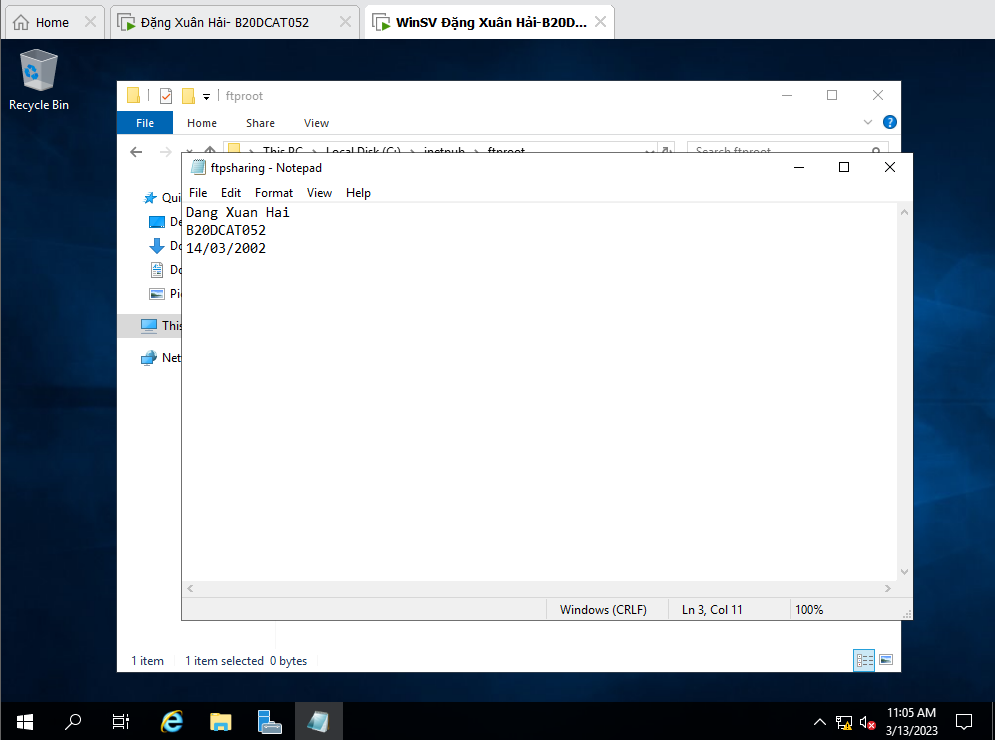 Home
Đặng Xuân Hải- B20DCAT052
WinSV Đặng Xuân Hải-B20D...
Recycle Bin
ftproot
File Home Share View
This PC Local Disk (C:) inetpub ftproot
Search ftproot
ftpsharing - Notepad
File Edit Format View Help
Dang Xuan Hai
B20DCAT052
14/03/2002
Qui
De
Do
Do
Pi
This
Net
Windows (CRLF) Ln 3, Col 11 100%
1 item 1 item selected 0 bytes
11:05 AM
3/13/2023